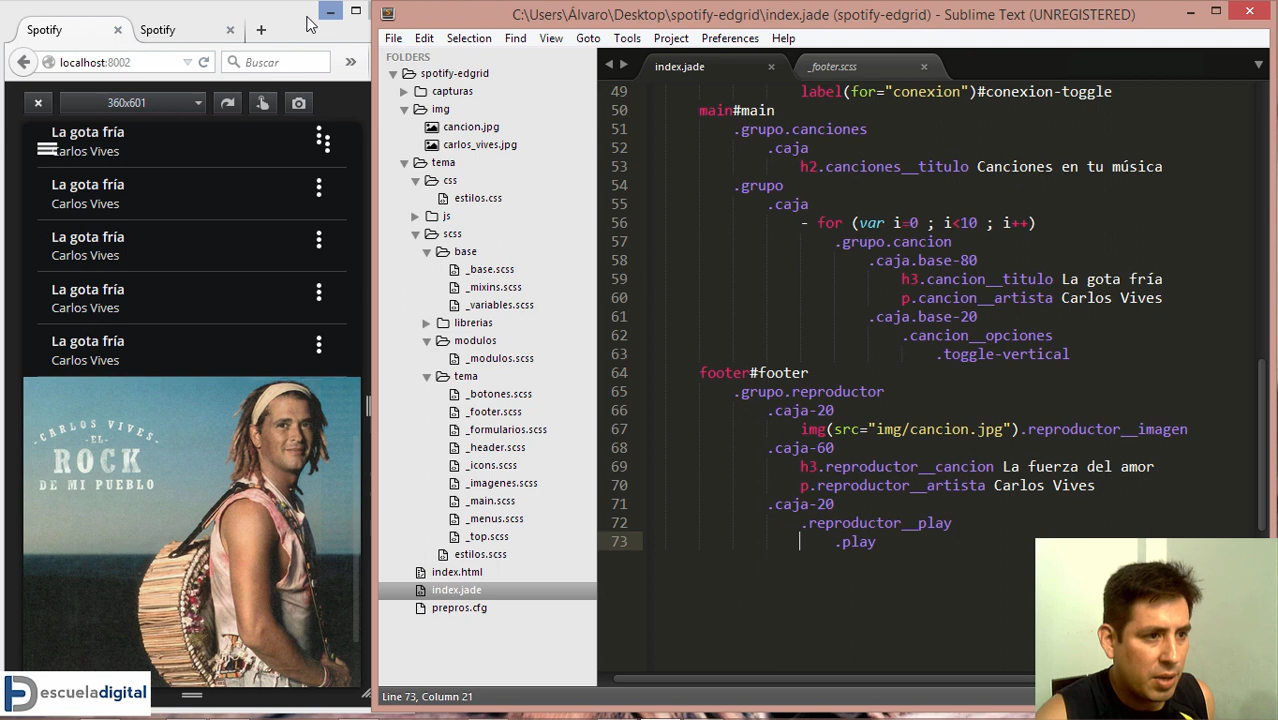 C:\Users\Álvaro\Desktop\spotify-edgrid\index.jade (spotify-edgrid) - Sublime Text (UNREGISTERED)
Spotify
Spotify
localhost:8002
Buscar
360x601
La gota fría
Carlos Vives
La gota fría
Carlos Vives
La gota fría
Carlos Vives
La gota fría
Carlos Vives
La gota fría
Carlos Vives
-CARLOS VIVES-
-EL-
ROCK
DE MI PUEBLO
escueladigital
File Edit Selection Find View Goto Tools Project Preferences Help
FOLDERS
spotify-edgrid
capturas
img
cancion.jpg
carlos_vives.jpg
tema
css
estilos.css
js
scss
base
_base.scss
_mixins.scss
_variables.scss
librerias
modulos
_modulos.scss
tema
_botones.scss
_footer.scss
_formularios.scss
_header.scss
_icons.scss
_imagenes.scss
_main.scss
_menus.scss
_top.scss
estilos.scss
index.html
index.jade
prepros.cfg
index.jade
_footer.scss
49 label(for="conexion")#conexion-toggle
50 main#main
51 .grupo.canciones
52 .caja
53 h2.canciones__titulo Canciones en tu música
54 .grupo
55 .caja
56 - for (var i=0 ; i<10 ; i++)
57 .grupo.cancion
58 .caja.base-80
59 h3.cancion__titulo La gota fría
60 p.cancion__artista Carlos Vives
61 .caja.base-20
62 .cancion__opciones
63 .toggle-vertical
64 footer#footer
65 .grupo.reproductor
66 .caja-20
67 img(src="img/cancion.jpg").reproductor__imagen
68 .caja-60
69 h3.reproductor__cancion La fuerza del amor
70 p.reproductor__artista Carlos Vives
71 .caja-20
72 .reproductor__play
73 .play
Line 73, Column 21